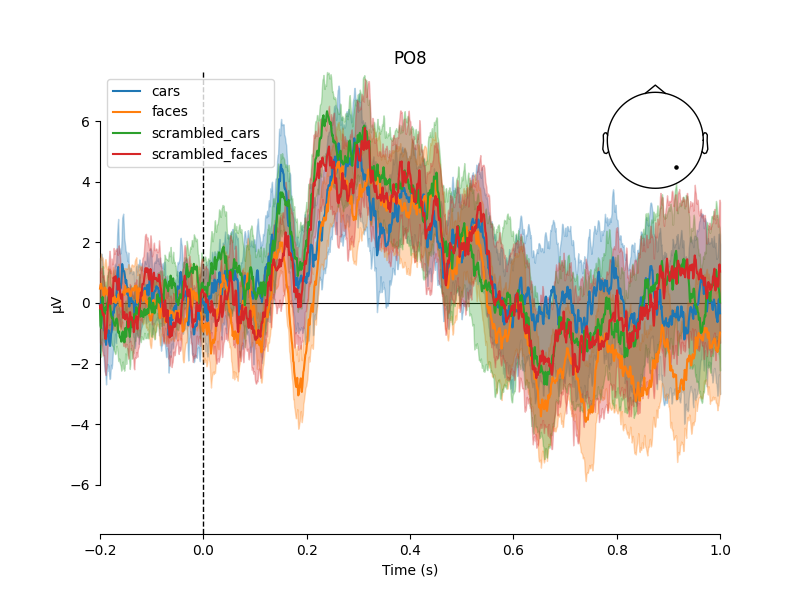 PO8
cars
faces
scrambled_cars
scrambled_faces
6
4
2
0
−2
−4
−6
µV
−0.2
0.0
0.2
0.4
0.6
0.8
1.0
Time (s)